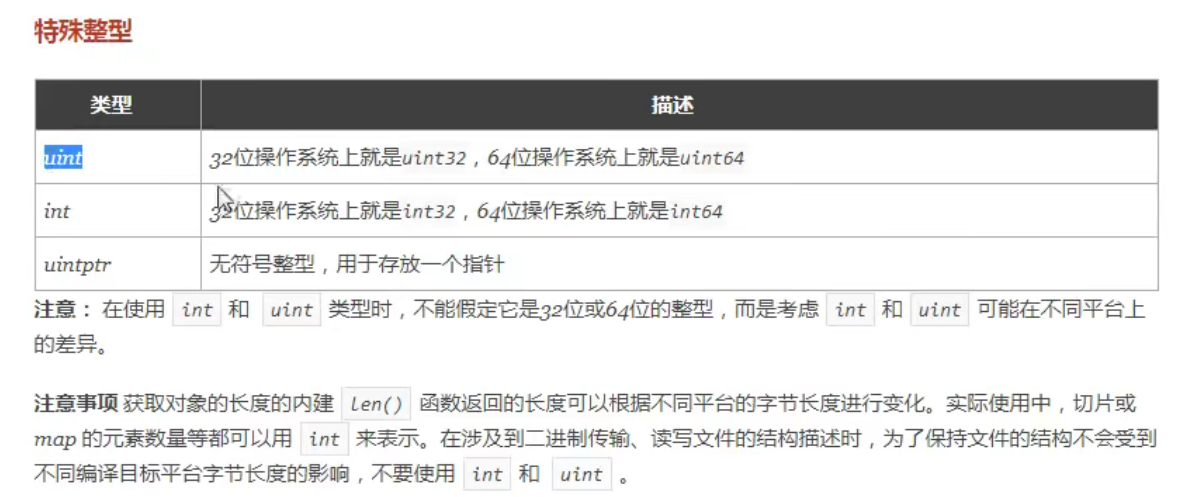 特殊整型
类型 描述
uint 32位操作系统上就是uint32，64位操作系统上就是uint64
int 32位操作系统上就是int32，64位操作系统上就是int64
uintptr 无符号整型，用于存放一个指针
注意： 在使用 int 和 uint 类型时，不能假定它是32位或64位的整型，而是考虑 int 和 uint 可能在不同平台上
的差异。
注意事项 获取对象的长度的内建 len() 函数返回的长度可以根据不同平台的字节长度进行变化。实际使用中，切片或
map 的元素数量等都可以用 int 来表示。在涉及到二进制传输、读写文件的结构描述时，为了保持文件的结构不会受到
不同编译目标平台字节长度的影响，不要使用 int 和 uint 。